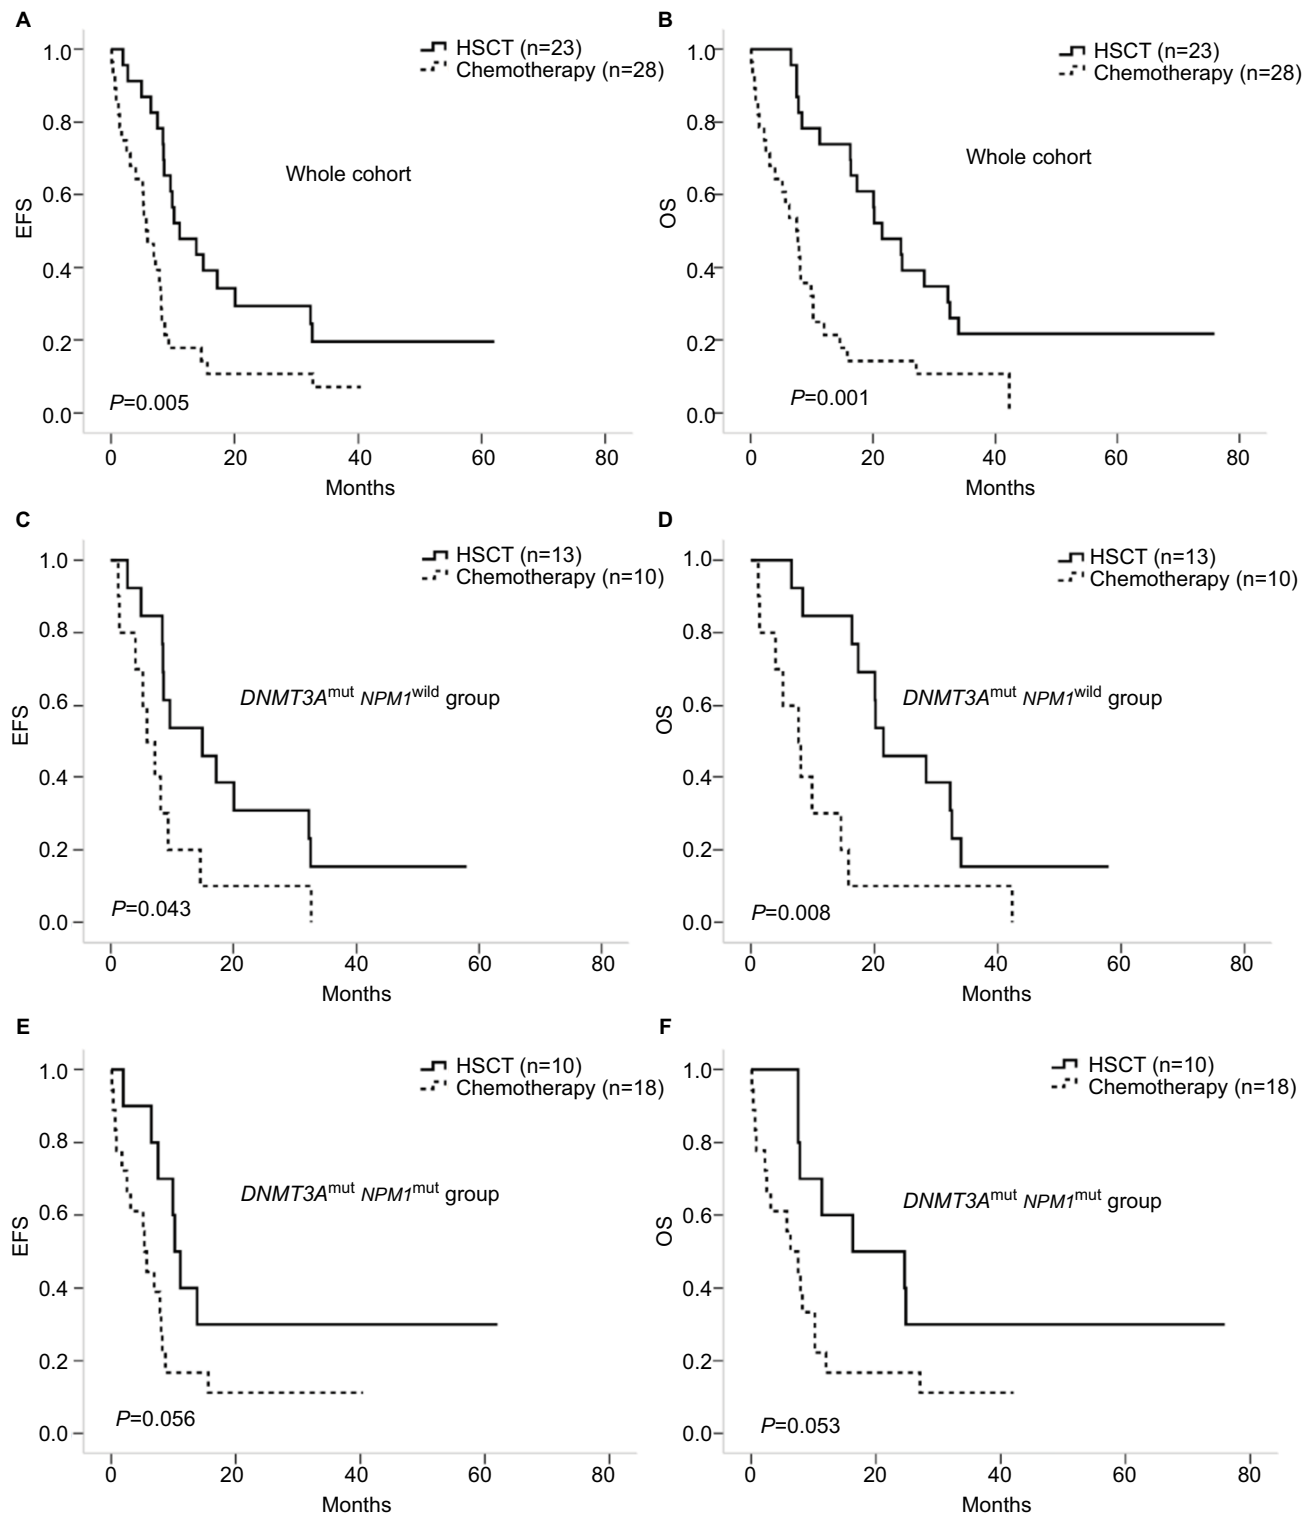 A
HSCT (n=23)
Chemotherapy (n=28)
1.0
0.8
0.6
0.4
0.2
0.0
EFS
Whole cohort
P=0.005
0 20 40 60 80
Months
B
HSCT (n=23)
Chemotherapy (n=28)
1.0
0.8
0.6
0.4
0.2
0.0
OS
Whole cohort
P=0.001
0 20 40 60 80
Months
C
HSCT (n=13)
Chemotherapy (n=10)
1.0
0.8
0.6
0.4
0.2
0.0
EFS
DNMT3Amut NPM1wild group
P=0.043
0 20 40 60 80
Months
D
HSCT (n=13)
Chemotherapy (n=10)
1.0
0.8
0.6
0.4
0.2
0.0
OS
DNMT3Amut NPM1wild group
P=0.008
0 20 40 60 80
Months
E
HSCT (n=10)
Chemotherapy (n=18)
1.0
0.8
0.6
0.4
0.2
0.0
EFS
DNMT3Amut NPM1mut group
P=0.056
0 20 40 60 80
Months
F
HSCT (n=10)
Chemotherapy (n=18)
1.0
0.8
0.6
0.4
0.2
0.0
OS
DNMT3Amut NPM1mut group
P=0.053
0 20 40 60 80
Months